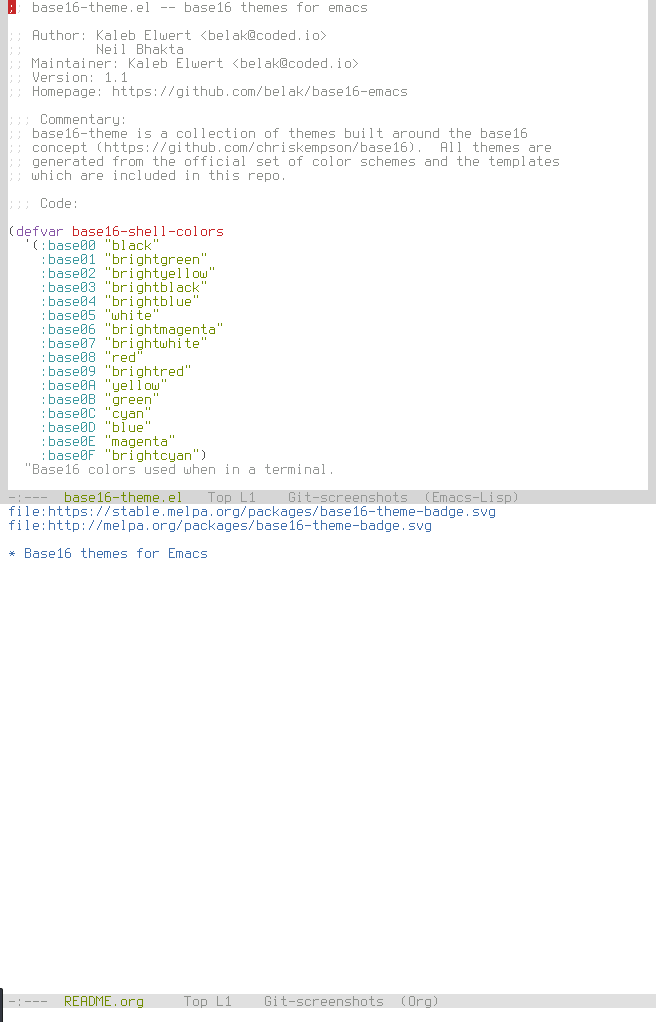 ;; base16-theme.el -- base16 themes for emacs

;; Author: Kaleb Elwert <belak@coded.io>
;;         Neil Bhakta
;; Maintainer: Kaleb Elwert <belak@coded.io>
;; Version: 1.1
;; Homepage: https://github.com/belak/base16-emacs

;;; Commentary:
;; base16-theme is a collection of themes built around the base16
;; concept (https://github.com/chriskempson/base16).  All themes are
;; generated from the official set of color schemes and the templates
;; which are included in this repo.

;;; Code:

(defvar base16-shell-colors
  '(:base00 "black"
    :base01 "brightgreen"
    :base02 "brightyellow"
    :base03 "brightblack"
    :base04 "brightblue"
    :base05 "white"
    :base06 "brightmagenta"
    :base07 "brightwhite"
    :base08 "red"
    :base09 "brightred"
    :base0A "yellow"
    :base0B "green"
    :base0C "cyan"
    :base0D "blue"
    :base0E "magenta"
    :base0F "brightcyan")
  "Base16 colors used when in a terminal.
-:---  base16-theme.el   Top L1    Git-screenshots  (Emacs-Lisp)
file:https://stable.melpa.org/packages/base16-theme-badge.svg
file:http://melpa.org/packages/base16-theme-badge.svg

* Base16 themes for Emacs
-:---  README.org     Top L1    Git-screenshots  (Org)